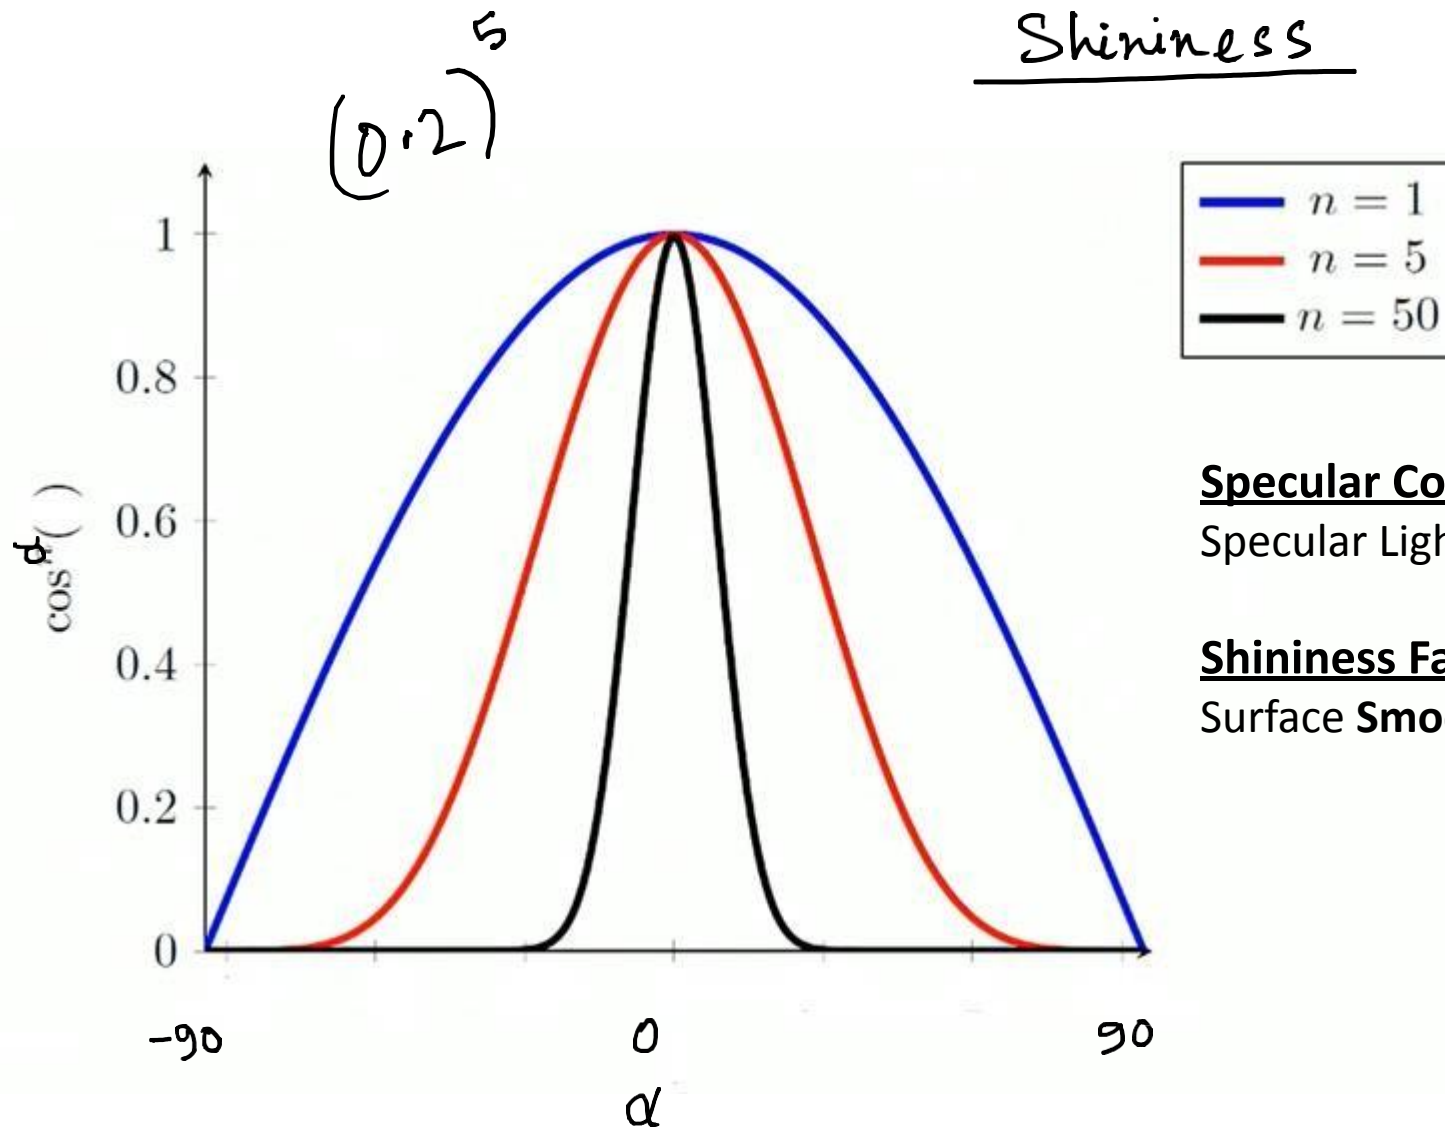 Shininess
(0.2)^5
n = 1
n = 5
n = 50
1
0.8
0.6
0.4
0.2
0
cosⁿ( )
α
-90
0
90
α
Specular Co
Specular Ligh
Shininess Fa
Surface Smo